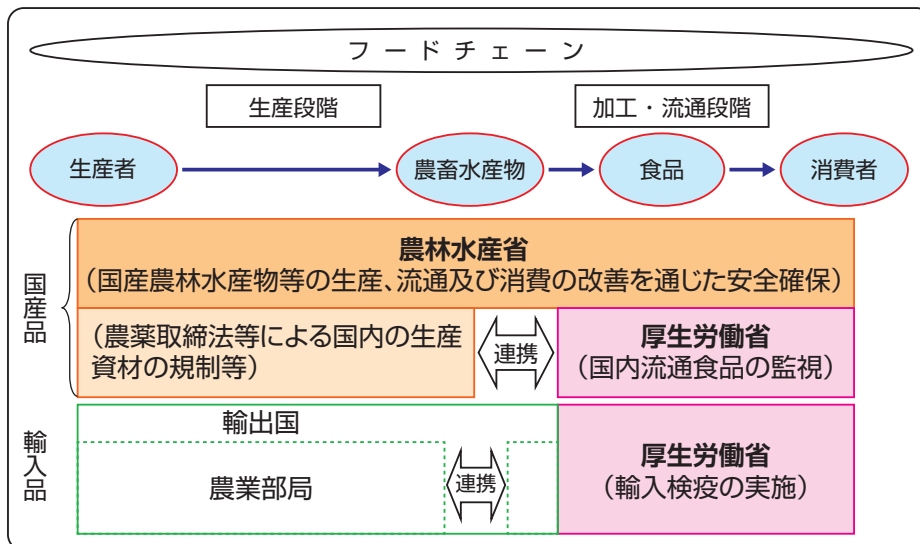 フードチェーン
生産段階
加工・流通段階
生産者
農畜水産物
食品
消費者
国産品
農林水産省
（国産農林水産物等の生産、流通及び消費の改善を通じた安全確保）
（農薬取締法等による国内の生産
資材の規制等）
連携
厚生労働省
（国内流通食品の監視）
輸入品
輸出国
農業部局
連携
厚生労働省
（輸入検疫の実施）